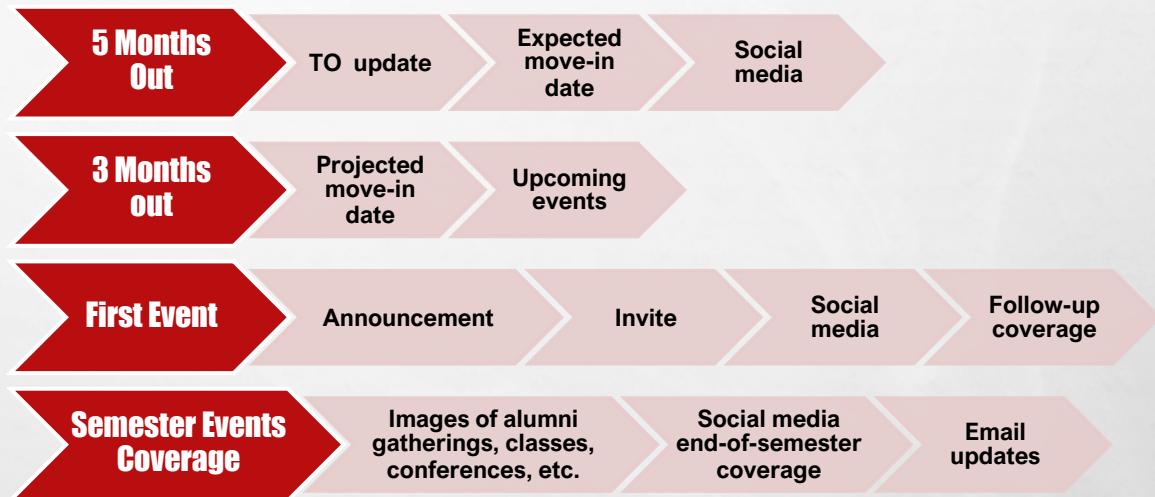 5 Months
Out
TO update
Expected
move-in
date
Social
media
3 Months
out
Projected
move-in
date
Upcoming
events
First Event
Announcement
Invite
Social
media
Follow-up
coverage
Semester Events
Coverage
Images of alumni
gatherings, classes,
conferences, etc.
Social media
end-of-semester
coverage
Email
updates